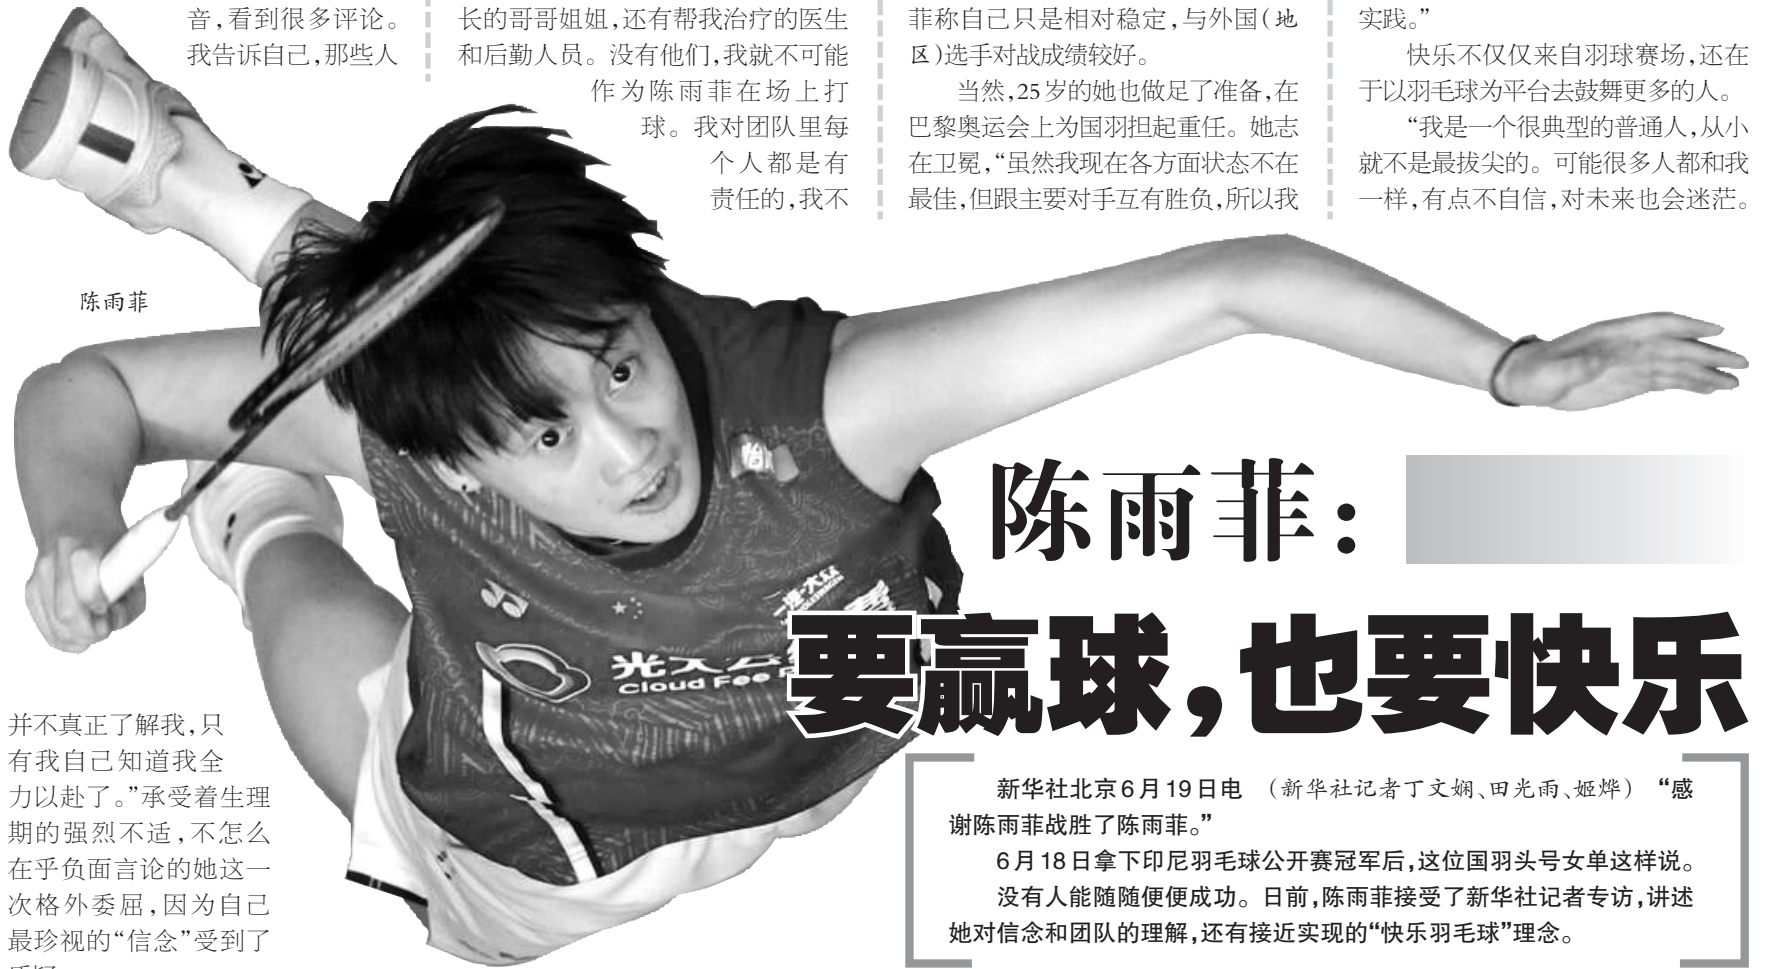 音,看到很多评论。
我告诉自己,那些人
长的哥哥姐姐,还有帮我治疗的医生
和后勤人员。没有他们,我就不可能
作为陈雨菲在场上打
球。我对团队里每
个人都是有
责任的,我不
菲称自己只是相对稳定,与外国(地
区)选手对战成绩较好。
当然,25岁的她也做足了准备,在
巴黎奥运会上为国羽担起重任。她志
在卫冕,“虽然我现在各方面状态不在
最佳,但跟主要对手互有胜负,所以我
实践。”
快乐不仅仅来自羽球赛场,还在
于以羽毛球为平台去鼓舞更多的人。
“我是一个很典型的普通人,从小
就不是最拔尖的。可能很多人都和我
一样,有点不自信,对未来也会迷茫。
陈雨菲
陈雨菲:
要赢球,也要快乐
光大云
Cloud Fee
一汽-大众
并不真正了解我,只
有我自己知道我全
力以赴了。”承受着生理
期的强烈不适,不怎么
在乎负面言论的她这一
次格外委屈,因为自己
最珍视的“信念”受到了
新华社北京6月19日电 (新华社记者丁文娴、田光雨、姬烨) “感
谢陈雨菲战胜了陈雨菲。”
6月18日拿下印尼羽毛球公开赛冠军后,这位国羽头号女单这样说。
没有人能随随便便成功。日前,陈雨菲接受了新华社记者专访,讲述
她对信念和团队的理解,还有接近实现的“快乐羽毛球”理念。